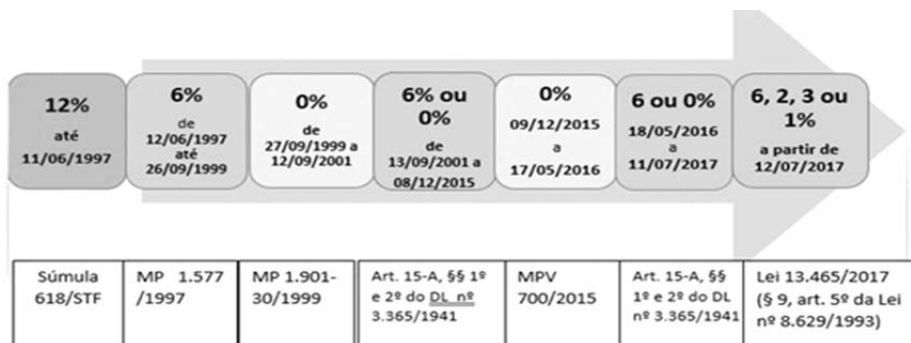 12%
até
11/06/1997
6%
de
12/06/1997
até
26/09/1999
0%
de
27/09/1999 a
12/09/2001
6% ou
0%
de
13/09/2001 a
08/12/2015
0%
09/12/2015
a
17/05/2016
6 ou 0%
18/05/2016
a
11/07/2017
6, 2, 3 ou
1%
a partir de
12/07/2017
Súmula
618/STF
MP 1.577
/1997
MP 1.901-
30/1999
Art. 15-A, §§ 1º
e 2º do DL nº
3.365/1941
MPV
700/2015
Art. 15-A, §§
1º e 2º do DL
nº 3.365/1941
Lei 13.465/2017
(§ 9, art. 5º da Lei
nº 8.629/1993)